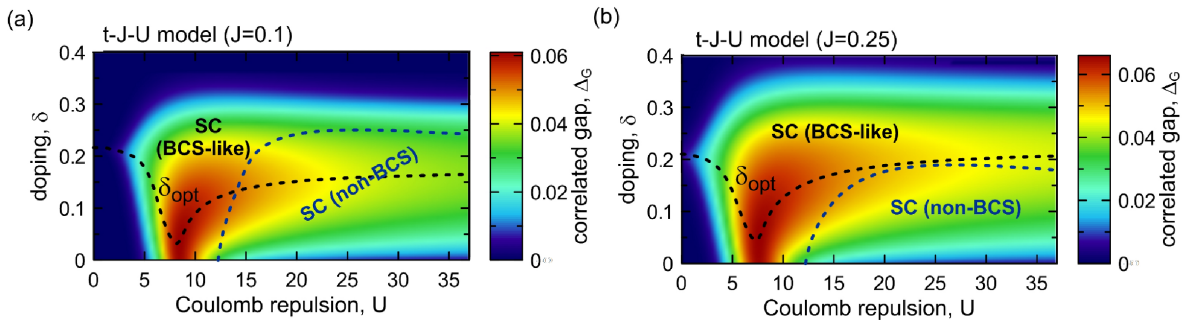 (a)
t-J-U model (J=0.1)
0.4
0.3
0.2
0.1
0
doping, δ
SC
(BCS-like)
δopt
SC (non-BCS)
0 5 10 15 20 25 30 35
Coulomb repulsion, U
0.06
0.04
0.02
0
correlated gap, ΔG
(b)
t-J-U model (J=0.25)
0.4
0.3
0.2
0.1
0
doping, δ
SC (BCS-like)
δopt
SC (non-BCS)
0 5 10 15 20 25 30 35
Coulomb repulsion, U
0.06
0.04
0.02
0
correlated gap, ΔG